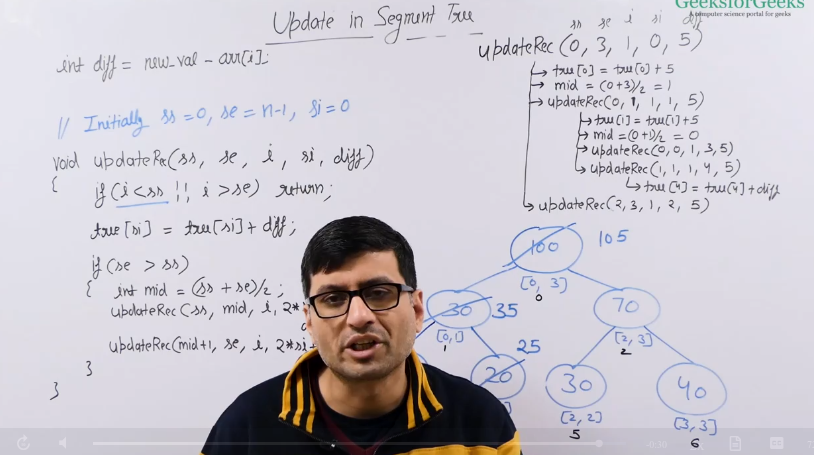 GeeksforGeeks
A computer science portal for geeks
Update in Segment Tree
int diff = new_val - arr[i];
// Initially ss=0, se=n-1, si=0
void updateRec(ss, se, i, si, diff)
{
if (i<ss || i>se) return;
tree[si] = tree[si]+diff;
if (se > ss)
{ int mid = (ss + se)/2;
updateRec(ss, mid, i, 2*
updateRec(mid+1, se, i, 2*si+
}
}
ss se i si diff
updateRec(0, 3, 1, 0, 5)
→ tree[0] = tree[0]+5
→ mid = (0+3)/2 = 1
→ updateRec(0, 1, 1, 1, 5)
→ tree[1] = tree[1]+5
→ mid=(0+1)/2 = 0
→ updateRec(0, 0, 1, 3, 5)
→ updateRec(1, 1, 1, 4, 5)
→ tree[4] = tree[4]+diff
→ updateRec(2, 3, 1, 2, 5)
100 105
[0, 3]
0
30 35
[0,1]
1
70
[2, 3]
2
25
20
30
[2, 2]
5
40
[3, 3]
6
-0:20